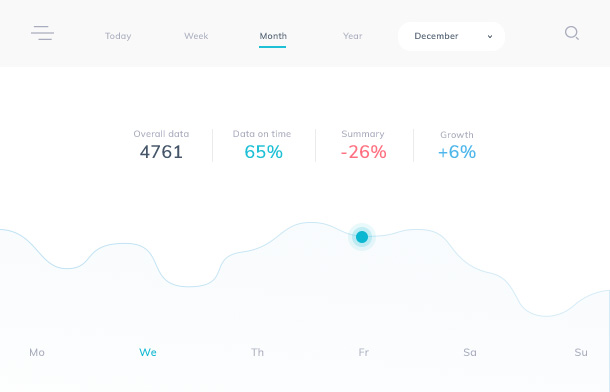 Today Week Month Year December
Overall data Data on time Summary Growth
4761 65% -26% +6%
Mo We Th Fr Sa Su